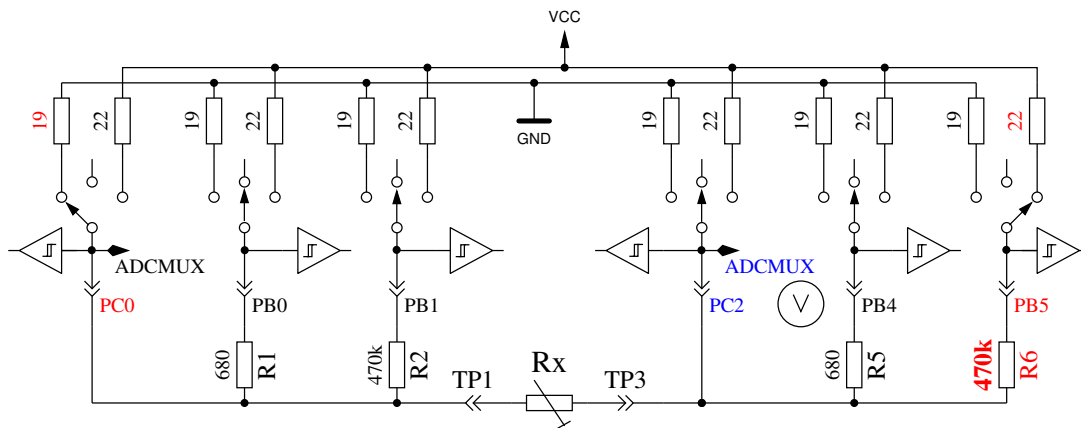 VCC
19
22
19
22
19
22
GND
19
22
19
22
19
22
ADCMUX
ADCMUX
PC0
PB0
PB1
PC2
V
PB4
PB5
680
R1
470k
R2
TP1
Rx
TP3
680
R5
470k
R6